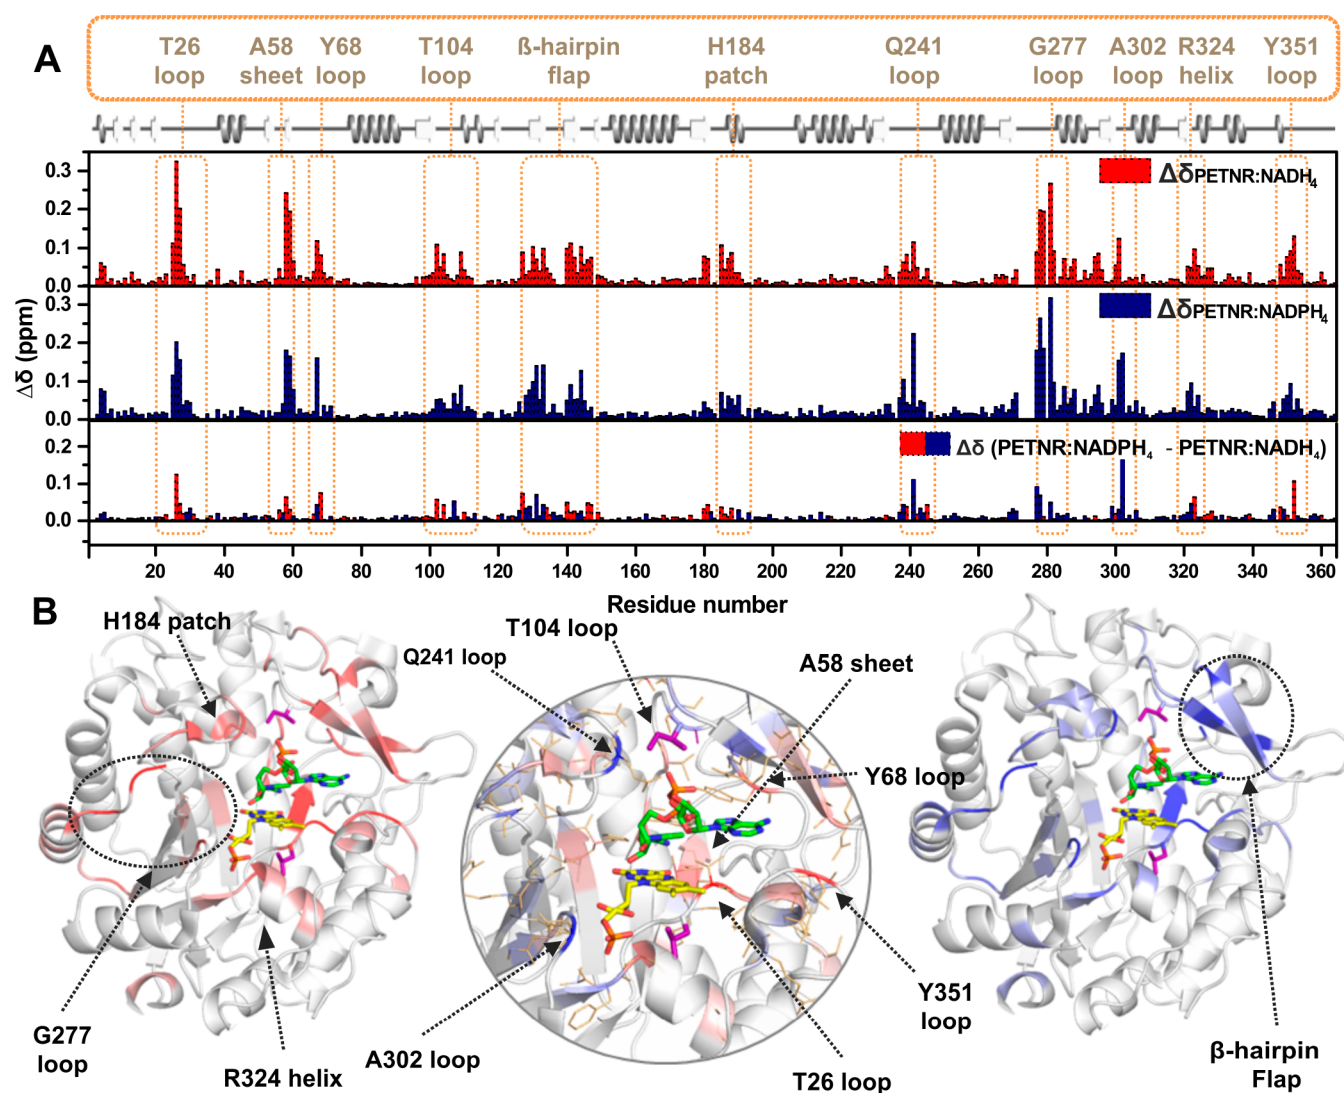 A
T26 loop
A58 sheet
Y68 loop
T104 loop
ß-hairpin flap
H184 patch
Q241 loop
G277 loop
A302 loop
R324 helix
Y351 loop
Δδ (ppm)
0.3
0.2
0.1
0.0
ΔδPETNR:NADH4
0.3
0.2
0.1
0.0
ΔδPETNR:NADPH4
0.2
0.1
0.0
Δδ (PETNR:NADPH4 - PETNR:NADH4)
20 40 60 80 100 120 140 160 180 200 220 240 260 280 300 320 340 360
Residue number
B
H184 patch
T104 loop
Q241 loop
A58 sheet
Y68 loop
G277
loop
R324 helix
A302 loop
T26 loop
Y351
loop
β-hairpin
Flap